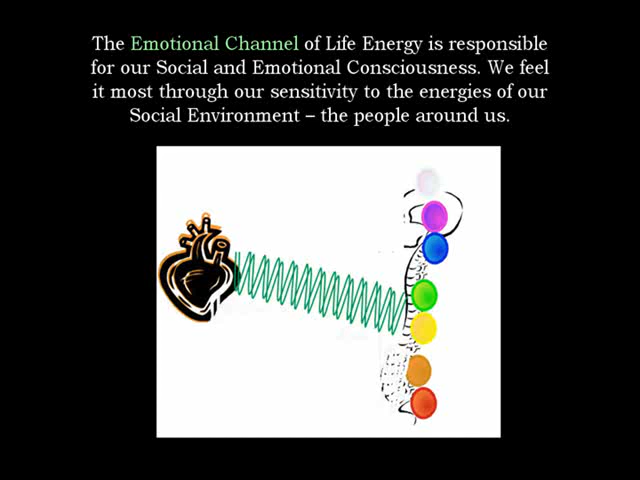 The Emotional Channel of Life Energy is responsible
for our Social and Emotional Consciousness. We feel
it most through our sensitivity to the energies of our
Social Environment – the people around us.